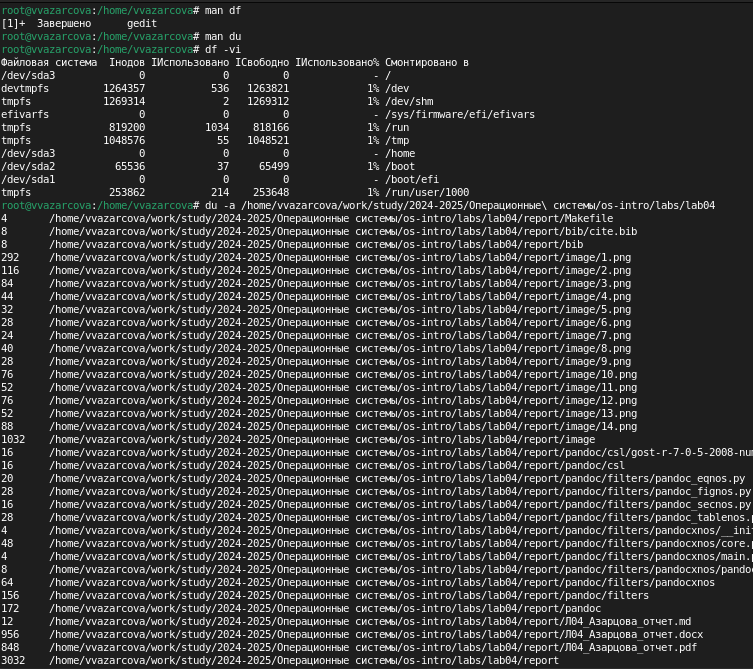 root@vvazarcova:/home/vvazarcova# man df
[1]+  Завершено      gedit
root@vvazarcova:/home/vvazarcova# man du
root@vvazarcova:/home/vvazarcova# df -vi
Файловая система  Iнодов IИспользовано IСвободно IИспользовано% Смонтировано в
/dev/sda3              0             0         0              - /
devtmpfs         1264357           536   1263821             1% /dev
tmpfs            1269314             2   1269312             1% /dev/shm
efivarfs               0             0         0              - /sys/firmware/efi/efivars
tmpfs             819200          1034    818166             1% /run
tmpfs            1048576            55   1048521             1% /tmp
/dev/sda3              0             0         0              - /home
/dev/sda2          65536            37     65499             1% /boot
/dev/sda1              0             0         0              - /boot/efi
tmpfs             253862           214    253648             1% /run/user/1000
root@vvazarcova:/home/vvazarcova# du -a /home/vvazarcova/work/study/2024-2025/Операционные\ системы/os-intro/labs/lab04
4       /home/vvazarcova/work/study/2024-2025/Операционные системы/os-intro/labs/lab04/report/Makefile
8       /home/vvazarcova/work/study/2024-2025/Операционные системы/os-intro/labs/lab04/report/bib/cite.bib
8       /home/vvazarcova/work/study/2024-2025/Операционные системы/os-intro/labs/lab04/report/bib
292     /home/vvazarcova/work/study/2024-2025/Операционные системы/os-intro/labs/lab04/report/image/1.png
116     /home/vvazarcova/work/study/2024-2025/Операционные системы/os-intro/labs/lab04/report/image/2.png
84      /home/vvazarcova/work/study/2024-2025/Операционные системы/os-intro/labs/lab04/report/image/3.png
44      /home/vvazarcova/work/study/2024-2025/Операционные системы/os-intro/labs/lab04/report/image/4.png
32      /home/vvazarcova/work/study/2024-2025/Операционные системы/os-intro/labs/lab04/report/image/5.png
28      /home/vvazarcova/work/study/2024-2025/Операционные системы/os-intro/labs/lab04/report/image/6.png
24      /home/vvazarcova/work/study/2024-2025/Операционные системы/os-intro/labs/lab04/report/image/7.png
40      /home/vvazarcova/work/study/2024-2025/Операционные системы/os-intro/labs/lab04/report/image/8.png
28      /home/vvazarcova/work/study/2024-2025/Операционные системы/os-intro/labs/lab04/report/image/9.png
76      /home/vvazarcova/work/study/2024-2025/Операционные системы/os-intro/labs/lab04/report/image/10.png
52      /home/vvazarcova/work/study/2024-2025/Операционные системы/os-intro/labs/lab04/report/image/11.png
76      /home/vvazarcova/work/study/2024-2025/Операционные системы/os-intro/labs/lab04/report/image/12.png
52      /home/vvazarcova/work/study/2024-2025/Операционные системы/os-intro/labs/lab04/report/image/13.png
88      /home/vvazarcova/work/study/2024-2025/Операционные системы/os-intro/labs/lab04/report/image/14.png
1032    /home/vvazarcova/work/study/2024-2025/Операционные системы/os-intro/labs/lab04/report/image
16      /home/vvazarcova/work/study/2024-2025/Операционные системы/os-intro/labs/lab04/report/pandoc/csl/gost-r-7-0-5-2008-num
16      /home/vvazarcova/work/study/2024-2025/Операционные системы/os-intro/labs/lab04/report/pandoc/csl
20      /home/vvazarcova/work/study/2024-2025/Операционные системы/os-intro/labs/lab04/report/pandoc/filters/pandoc_eqnos.py
28      /home/vvazarcova/work/study/2024-2025/Операционные системы/os-intro/labs/lab04/report/pandoc/filters/pandoc_fignos.py
16      /home/vvazarcova/work/study/2024-2025/Операционные системы/os-intro/labs/lab04/report/pandoc/filters/pandoc_secnos.py
28      /home/vvazarcova/work/study/2024-2025/Операционные системы/os-intro/labs/lab04/report/pandoc/filters/pandoc_tablenos.p
4       /home/vvazarcova/work/study/2024-2025/Операционные системы/os-intro/labs/lab04/report/pandoc/filters/pandocxnos/__ini
48      /home/vvazarcova/work/study/2024-2025/Операционные системы/os-intro/labs/lab04/report/pandoc/filters/pandocxnos/core.p
4       /home/vvazarcova/work/study/2024-2025/Операционные системы/os-intro/labs/lab04/report/pandoc/filters/pandocxnos/main.p
8       /home/vvazarcova/work/study/2024-2025/Операционные системы/os-intro/labs/lab04/report/pandoc/filters/pandocxnos/pando
64      /home/vvazarcova/work/study/2024-2025/Операционные системы/os-intro/labs/lab04/report/pandoc/filters/pandocxnos
156     /home/vvazarcova/work/study/2024-2025/Операционные системы/os-intro/labs/lab04/report/pandoc/filters
172     /home/vvazarcova/work/study/2024-2025/Операционные системы/os-intro/labs/lab04/report/pandoc
12      /home/vvazarcova/work/study/2024-2025/Операционные системы/os-intro/labs/lab04/report/Л04_Азарцова_отчет.md
956     /home/vvazarcova/work/study/2024-2025/Операционные системы/os-intro/labs/lab04/report/Л04_Азарцова_отчет.docx
848     /home/vvazarcova/work/study/2024-2025/Операционные системы/os-intro/labs/lab04/report/Л04_Азарцова_отчет.pdf
3032    /home/vvazarcova/work/study/2024-2025/Операционные системы/os-intro/labs/lab04/report